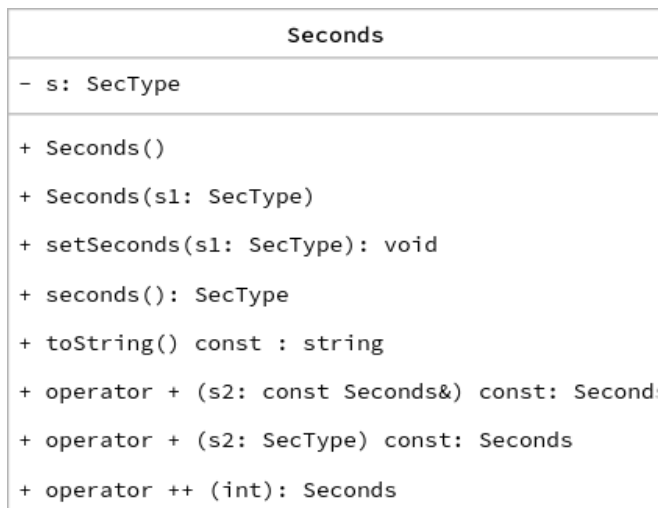 Seconds
- s: SecType
+ Seconds()
+ Seconds(s1: SecType)
+ setSeconds(s1: SecType): void
+ seconds(): SecType
+ toString() const : string
+ operator + (s2: const Seconds&) const: Second
+ operator + (s2: SecType) const: Seconds
+ operator ++ (int): Seconds